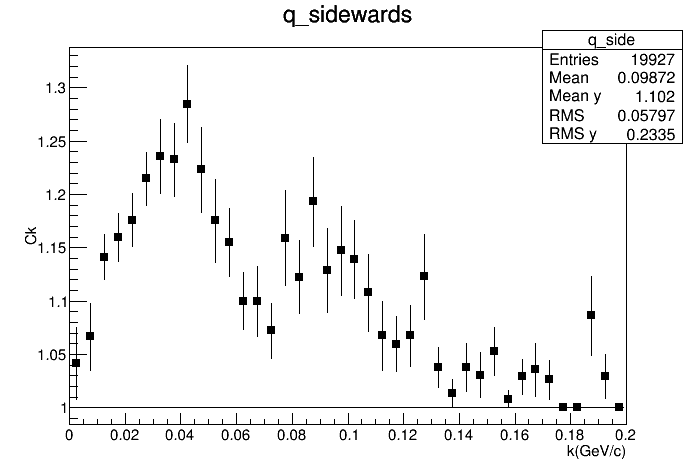 q_sidewards
q_side
Entries 19927
Mean 0.09872
Mean y 1.102
RMS 0.05797
RMS y 0.2335
Ck
1.3
1.25
1.2
1.15
1.1
1.05
1
0 0.02 0.04 0.06 0.08 0.1 0.12 0.14 0.16 0.18 0.2
k(GeV/c)